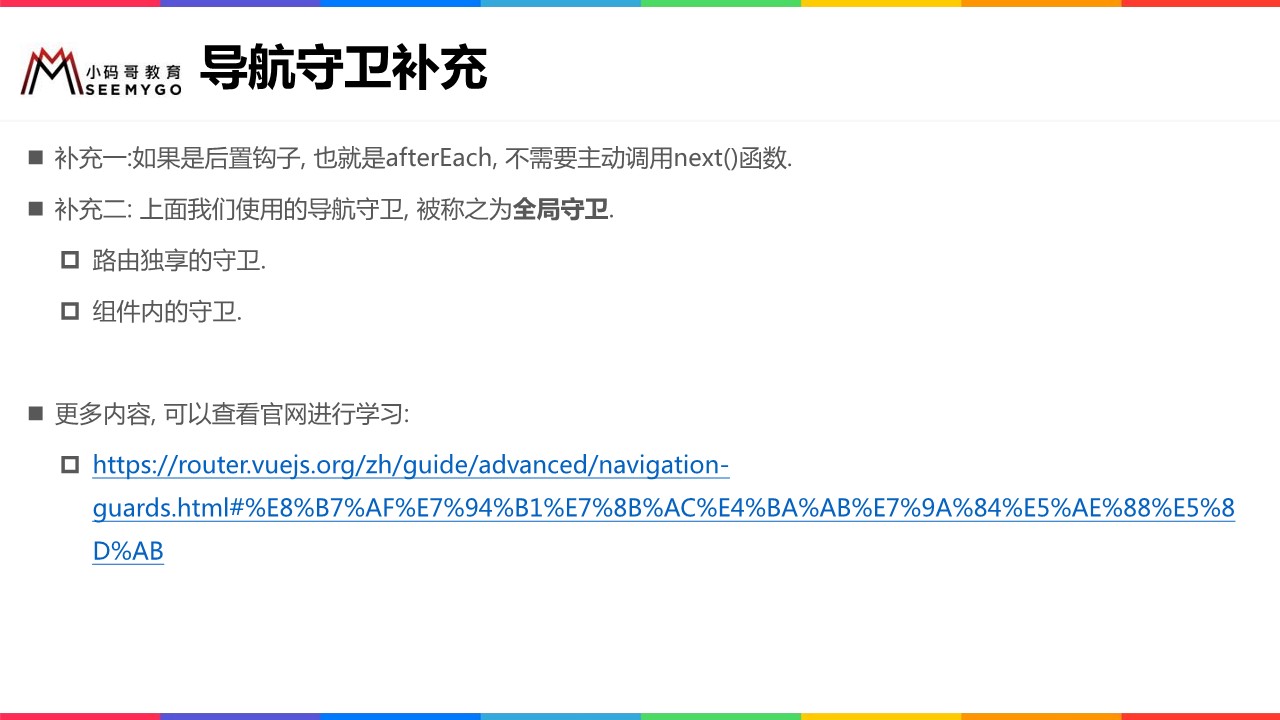 小码哥教育
SEEMYGO
导航守卫补充
补充一:如果是后置钩子, 也就是afterEach, 不需要主动调用next()函数.
补充二: 上面我们使用的导航守卫, 被称之为全局守卫.
路由独享的守卫.
组件内的守卫.
更多内容, 可以查看官网进行学习:
https://router.vuejs.org/zh/guide/advanced/navigation-
guards.html#%E8%B7%AF%E7%94%B1%E7%8B%AC%E4%BA%AB%E7%9A%84%E5%AE%88%E5%8
D%AB